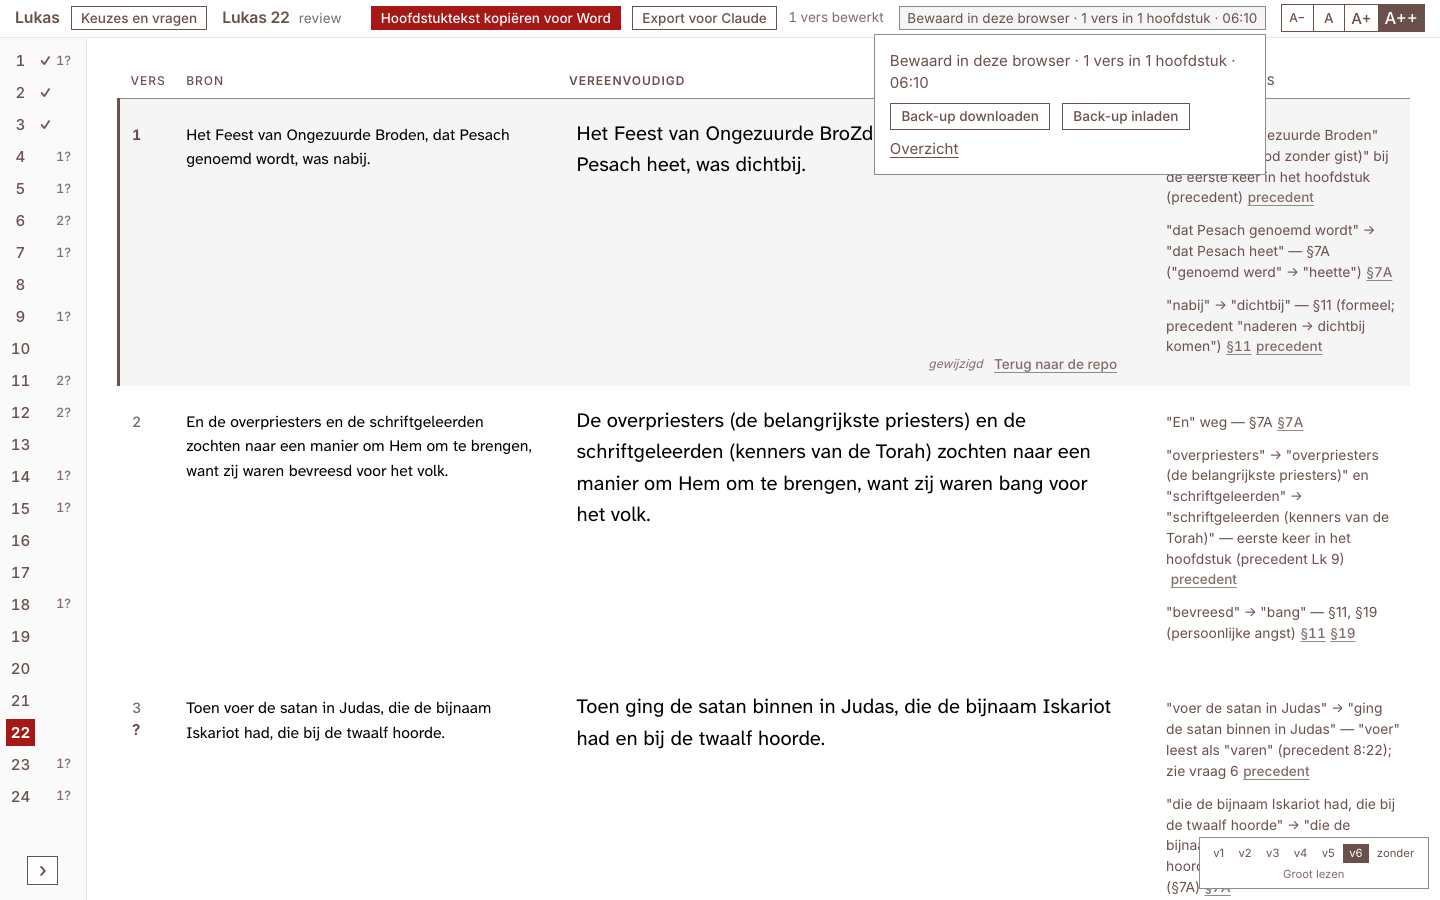 Lukas Keuzes en vragen Lukas 22 review Hoofdstuktekst kopiëren voor Word Export voor Claude 1 vers bewerkt Bewaard in deze browser · 1 vers in 1 hoofdstuk · 06:10 A− A A+ A++
Bewaard in deze browser · 1 vers in 1 hoofdstuk ·
06:10
Back-up downloaden Back-up inladen
Overzicht
1 ✓ 1?
2 ✓
3 ✓
4 1?
5 1?
6 2?
7 1?
8
9 1?
10
11 2?
12 2?
13
14 1?
15 1?
16
17
18 1?
19
20
21
22
23 1?
24 1?
›
VERS BRON VEREENVOUDIGD S
1
Het Feest van Ongezuurde Broden, dat Pesach
genoemd wordt, was nabij.
Het Feest van Ongezuurde BroZd
Pesach heet, was dichtbij.
gewijzigd Terug naar de repo
ezuurde Broden"
od zonder gist)" bij
de eerste keer in het hoofdstuk
(precedent) precedent
"dat Pesach genoemd wordt" →
"dat Pesach heet" — §7A
("genoemd werd" → "heette") §7A
"nabij" → "dichtbij" — §11 (formeel;
precedent "naderen → dichtbij
komen") §11 precedent
2
En de overpriesters en de schriftgeleerden
zochten naar een manier om Hem om te brengen,
want zij waren bevreesd voor het volk.
De overpriesters (de belangrijkste priesters) en de
schriftgeleerden (kenners van de Torah) zochten naar een
manier om Hem om te brengen, want zij waren bang voor
het volk.
"En" weg — §7A §7A
"overpriesters" → "overpriesters
(de belangrijkste priesters)" en
"schriftgeleerden" →
"schriftgeleerden (kenners van de
Torah)" — eerste keer in het
hoofdstuk (precedent Lk 9)
precedent
"bevreesd" → "bang" — §11, §19
(persoonlijke angst) §11 §19
3
?
Toen voer de satan in Judas, die de bijnaam
Iskariot had, die bij de twaalf hoorde.
Toen ging de satan binnen in Judas, die de bijnaam Iskariot
had en bij de twaalf hoorde.
"voer de satan in Judas" → "ging
de satan binnen in Judas" — "voer"
leest als "varen" (precedent 8:22);
zie vraag 6 precedent
"die de bijnaam Iskariot had, die bij
de twaalf hoorde" → "die de
bijna
hoord
(§7A) §7A
v1 v2 v3 v4 v5 v6 zonder
Groot lezen